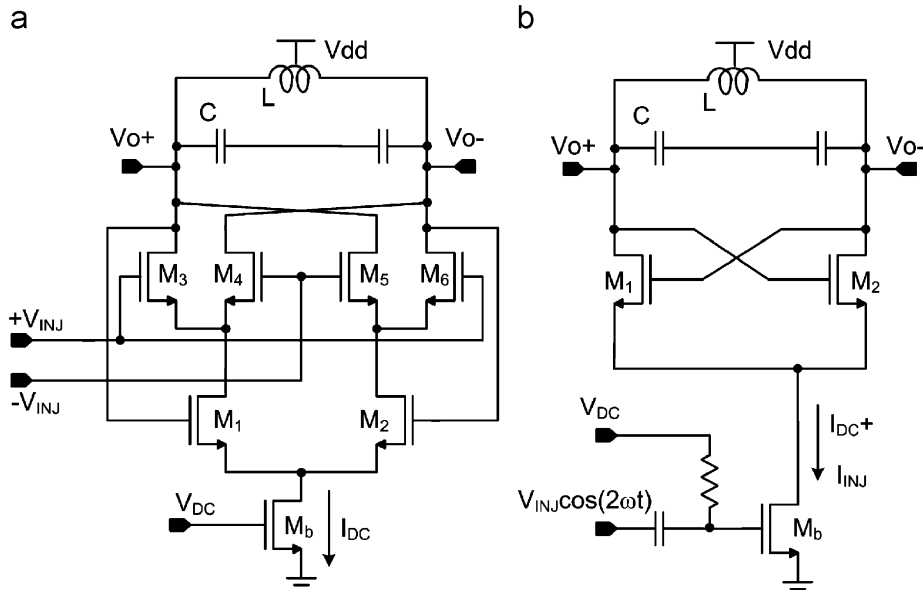 a
Vdd
L
C
Vo+
Vo-
M3
M4
M5
M6
+VINJ
-VINJ
M1
M2
VDC
Mb
IDC
b
Vdd
L
C
Vo+
Vo-
M1
M2
VDC
IDC+
IINJ
VINJcos(2ωt)
Mb